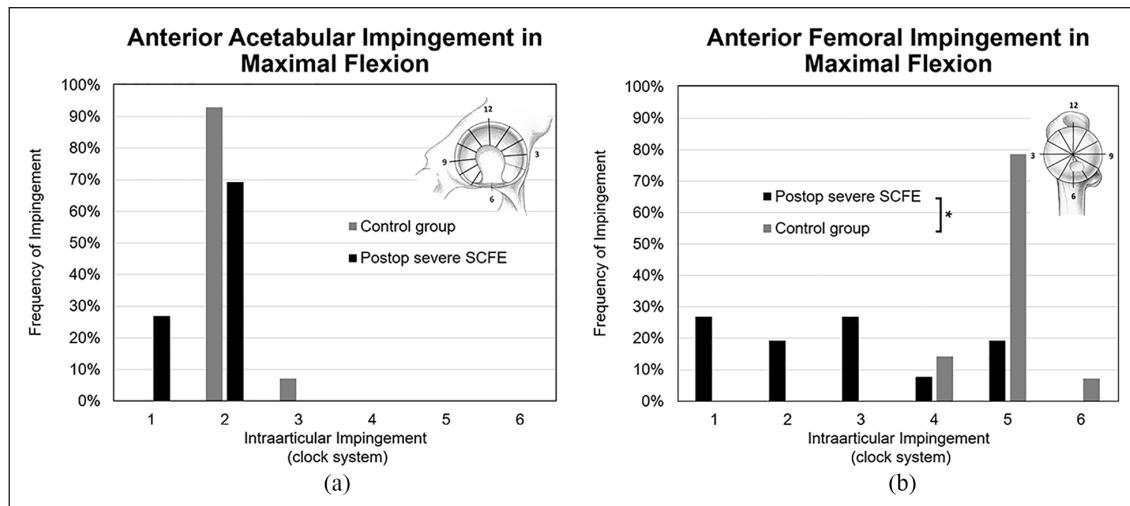 Anterior Acetabular Impingement in
Maximal Flexion
Frequency of Impingement
100%
90%
80%
70%
60%
50%
40%
30%
20%
10%
0%
12
9
3
6
Control group
Postop severe SCFE
1 2 3 4 5 6
Intraarticular Impingement
(clock system)
(a)
Anterior Femoral Impingement in
Maximal Flexion
Frequency of Impingement
100%
90%
80%
70%
60%
50%
40%
30%
20%
10%
0%
12
3
9
6
Postop severe SCFE
*
Control group
1 2 3 4 5 6
Intraarticular Impingement
(clock system)
(b)